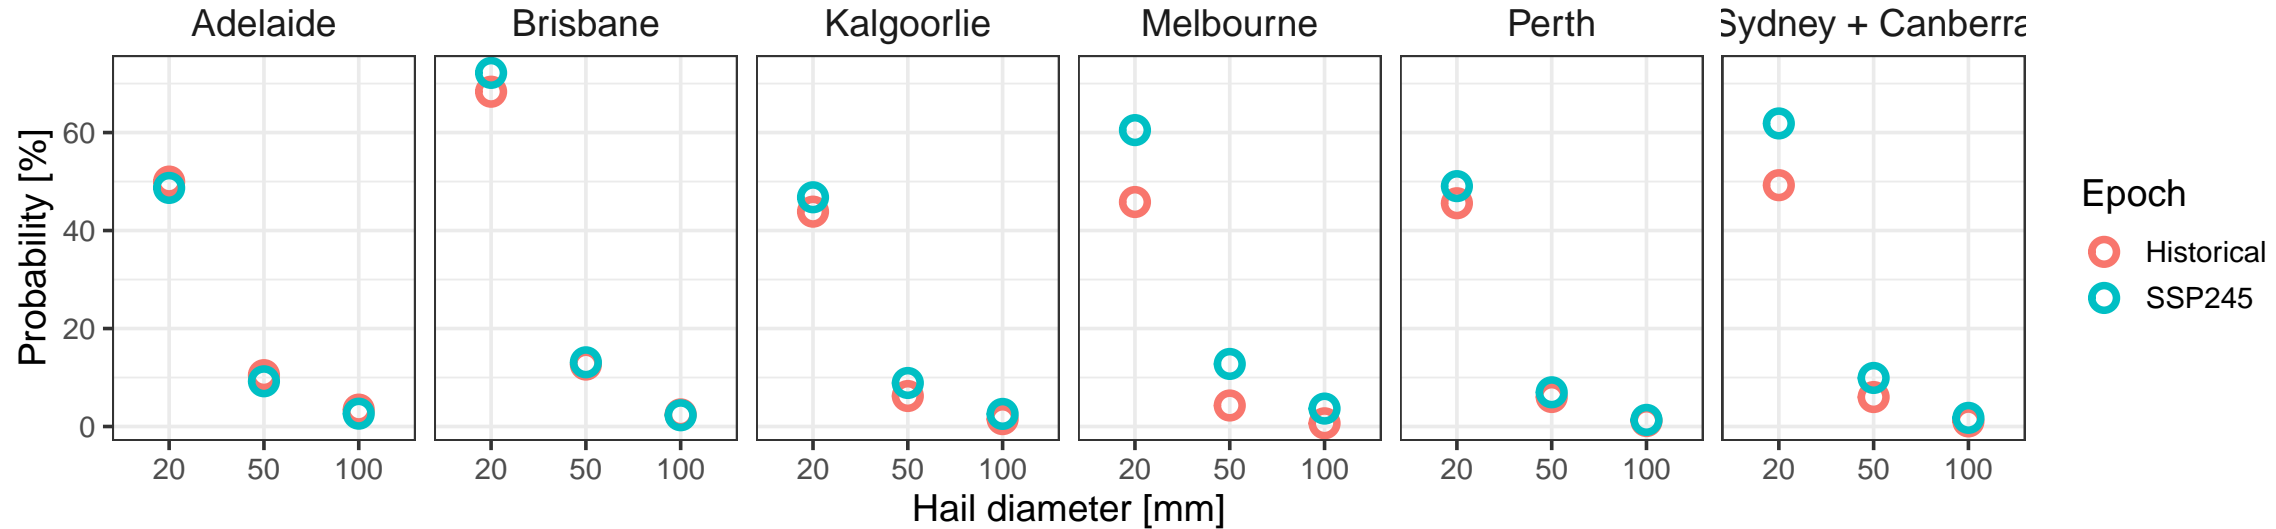 Adelaide Brisbane Kalgoorlie Melbourne Perth Sydney + Canberra
Probability [%]
60
40
20
0
20 50 100 20 50 100 20 50 100 20 50 100 20 50 100 20 50 100
Hail diameter [mm]
Epoch
Historical
SSP245